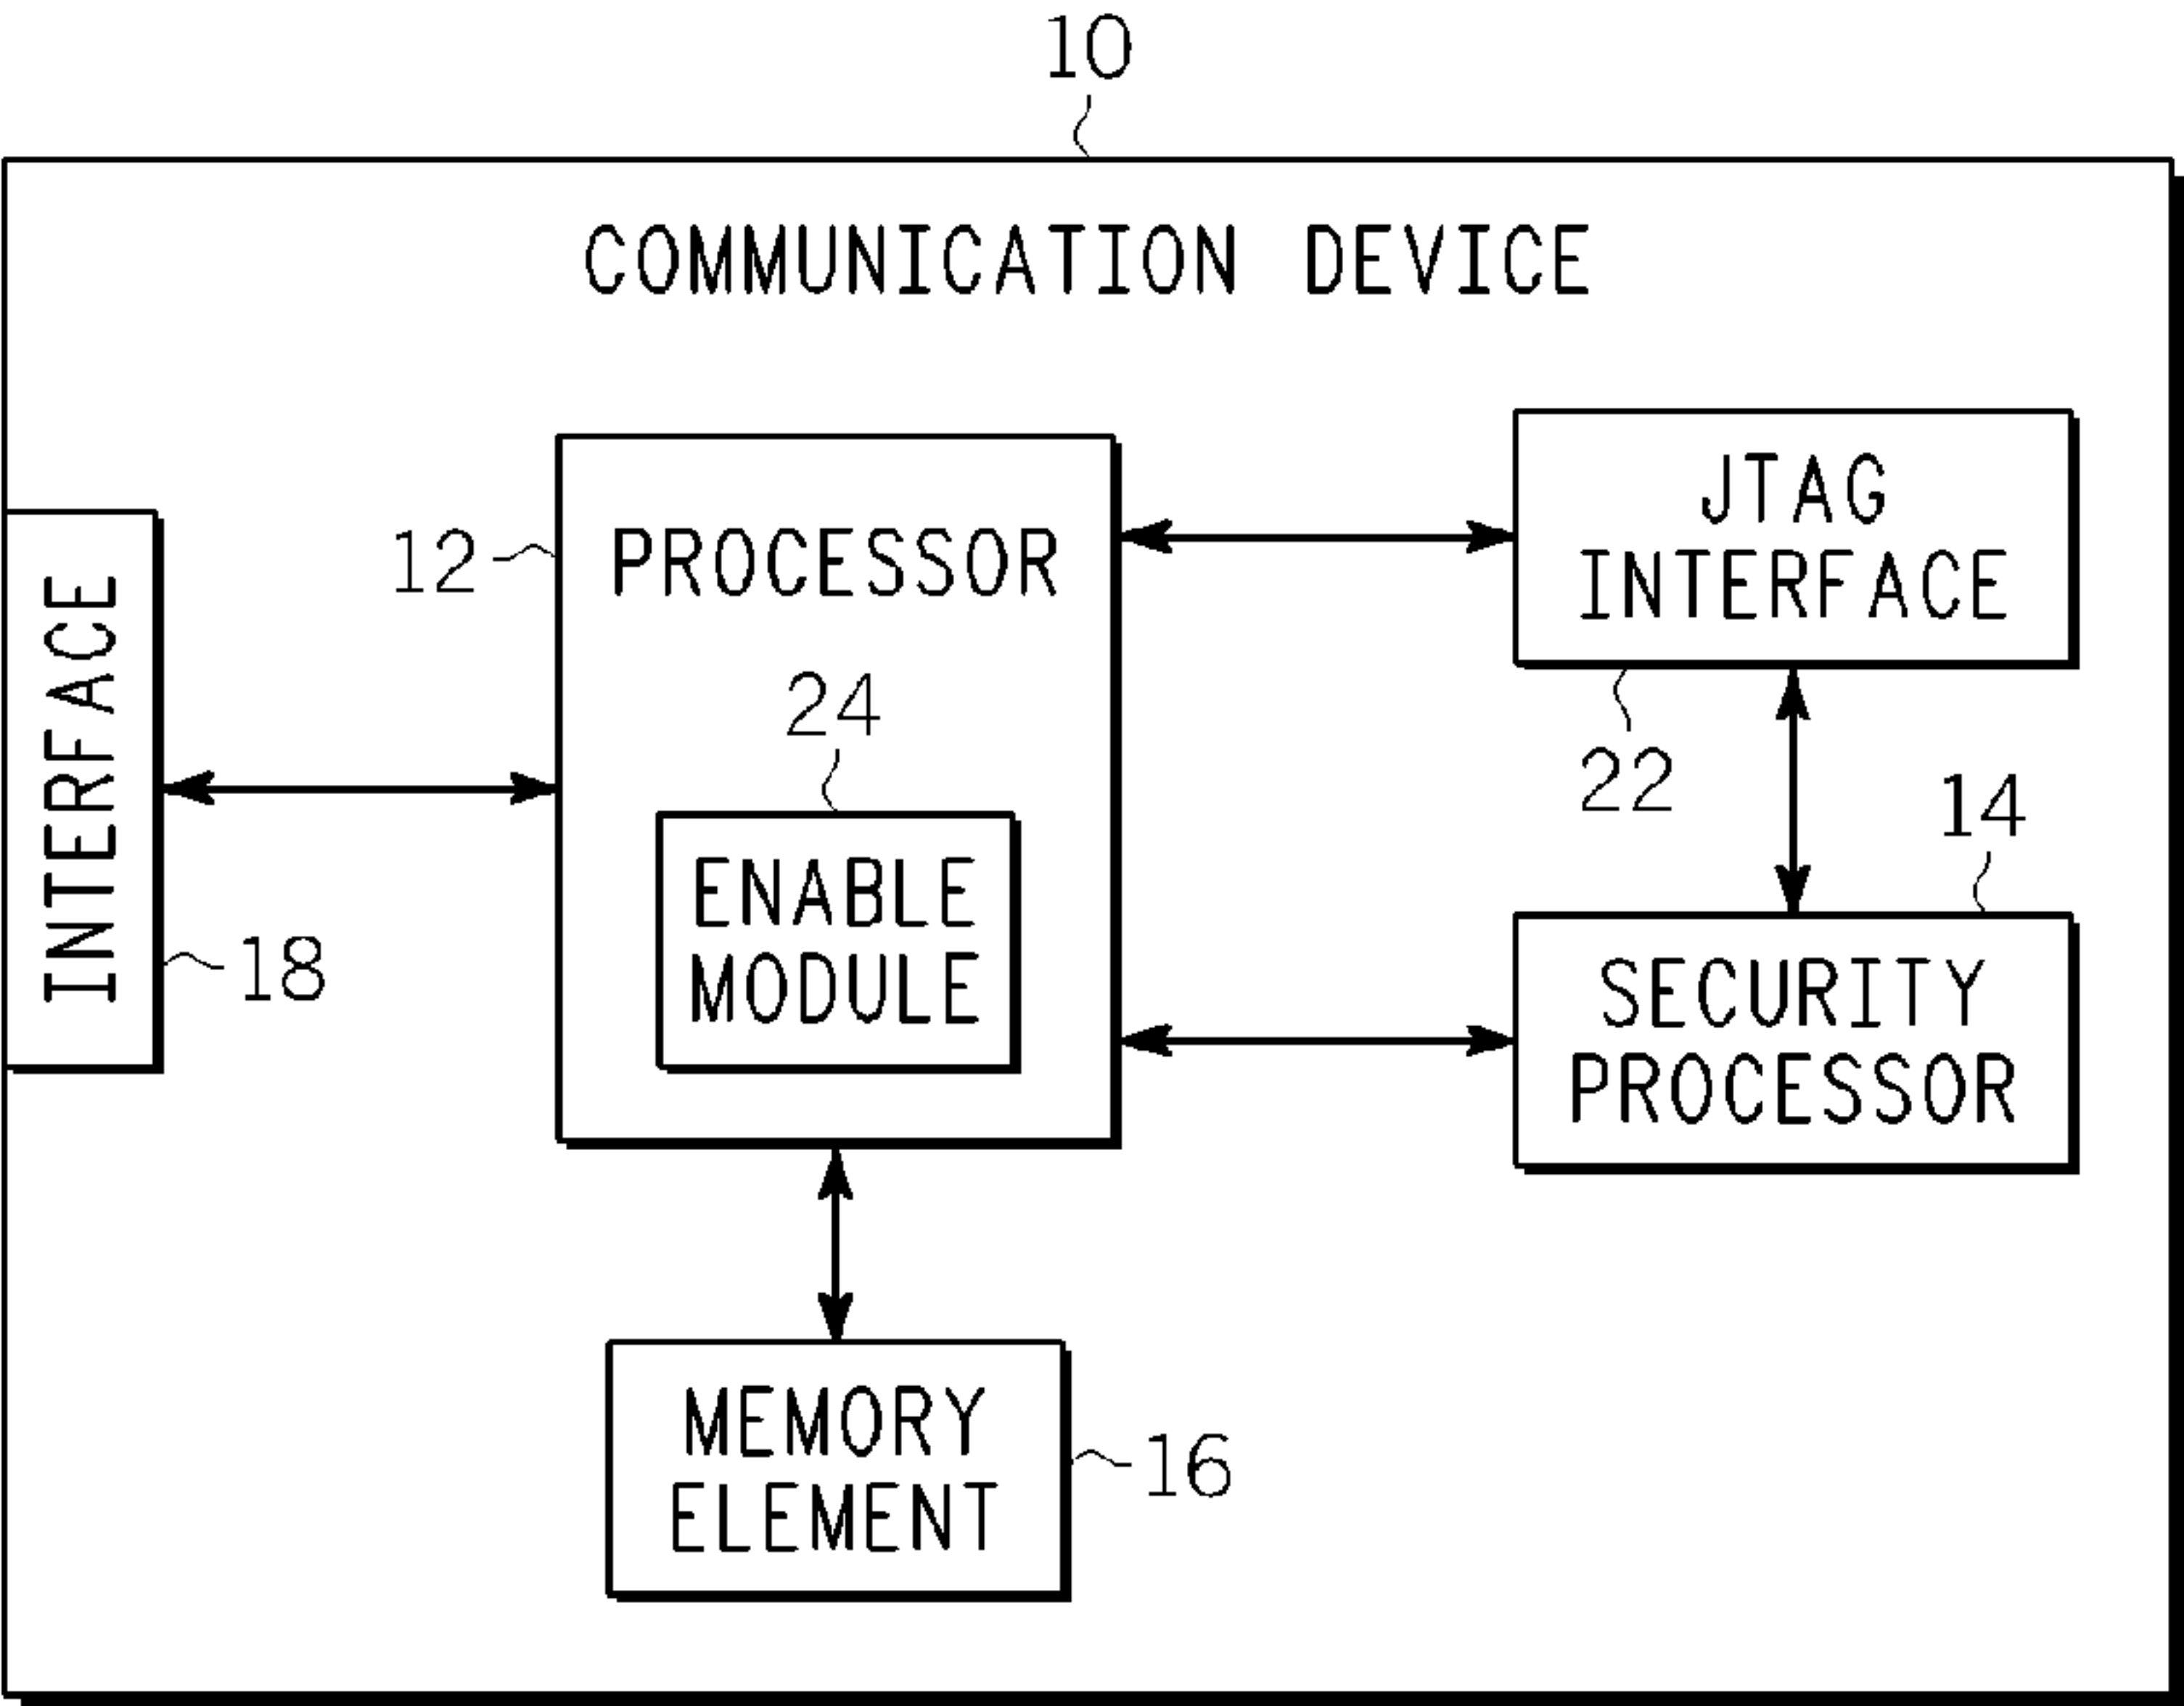 10
COMMUNICATION DEVICE
JTAG
INTERFACE
12
PROCESSOR
24
22
14
INTERFACE
ENABLE
MODULE
18
SECURITY
PROCESSOR
MEMORY
ELEMENT
16